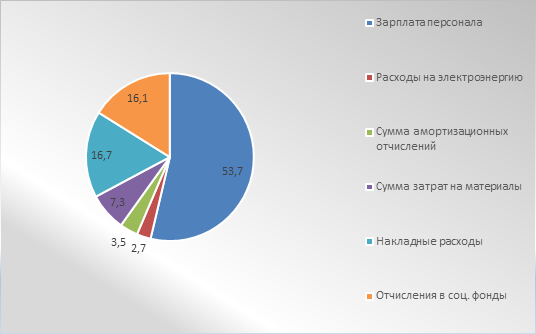 Зарплата персонала
Расходы на электроэнергию
Сумма амортизационных
отчислений
Сумма затрат на материалы
Накладные расходы
Отчисления в соц. фонды
16,1
53,7
16,7
7,3
3,5
2,7